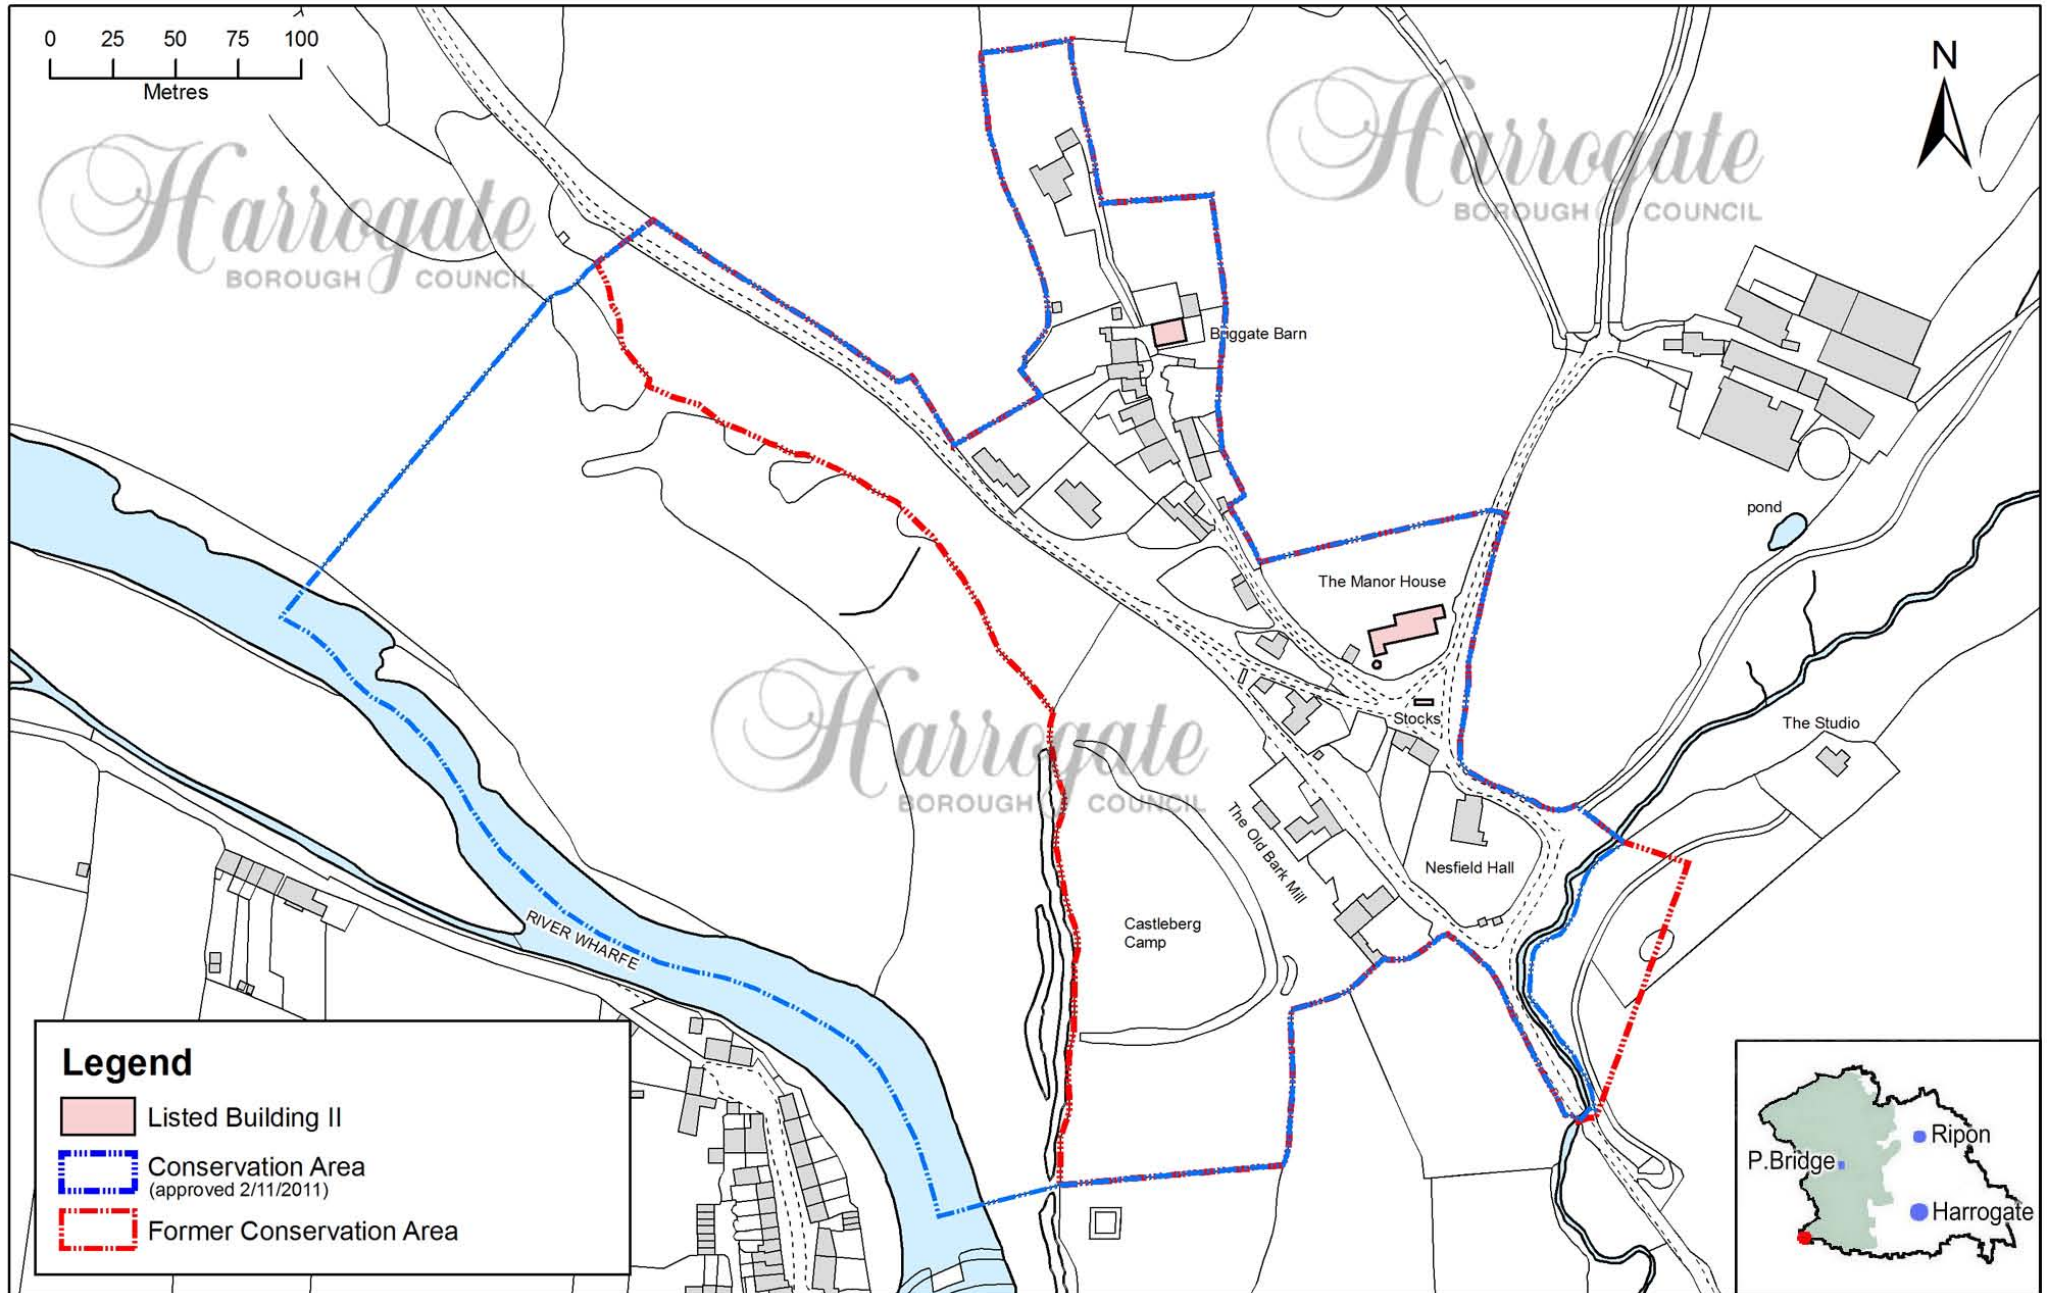 0 25 50 75 100
Metres
N
Harrogate
BOROUGH COUNCIL
Harrogate
BOROUGH COUNCIL
Buggate Barn
pond
The Manor House
Stocks
The Studio
Harrogate
BOROUGH COUNCIL
The Old Bark Mill
Nesfield Hall
Castleberg
Camp
RIVER WHARFE
Legend
Listed Building II
Conservation Area
(approved 2/11/2011)
Former Conservation Area
Ripon
P.Bridge
Harrogate